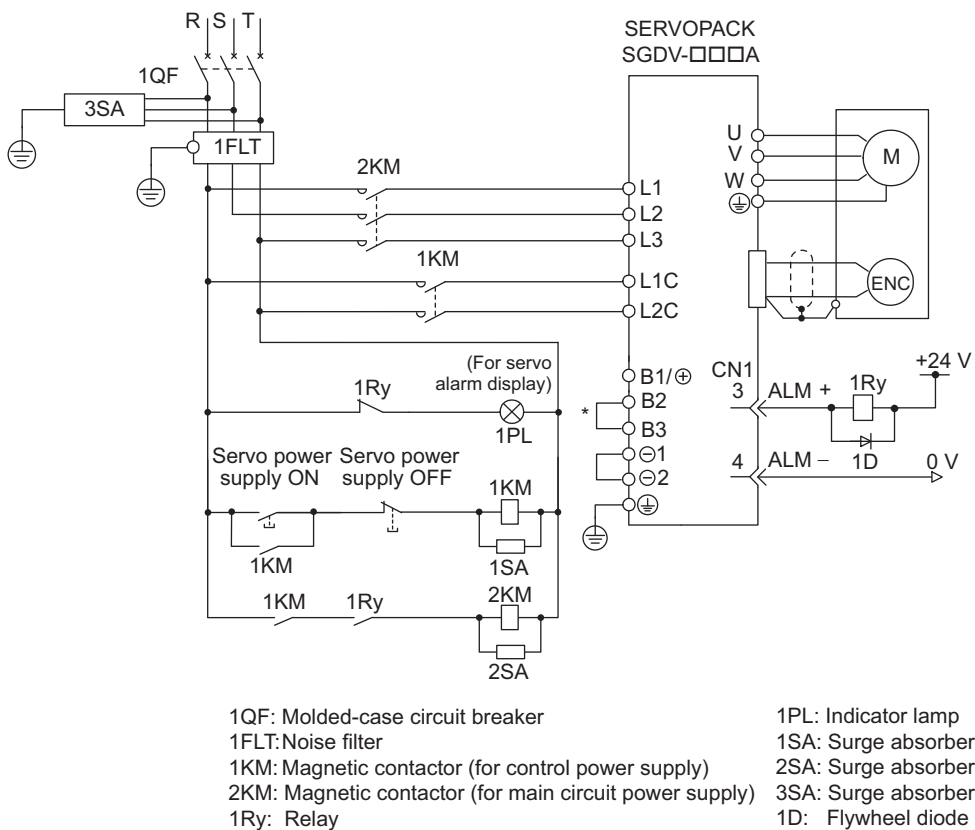 R S T
SERVOPACK
SGDV-□□□A
1QF
3SA
1FLT
U
V
W
M
2KM
L1
L2
L3
1KM
L1C
L2C
ENC
(For servo
alarm display)
1Ry
1PL
B1/⊕
B2
*
B3
⊖1
⊖2
CN1
3
ALM +
1Ry
+24 V
1D
4
ALM −
0 V
Servo power
supply ON
Servo power
supply OFF
1KM
1KM
1SA
1KM
1Ry
2KM
2SA
1QF: Molded-case circuit breaker
1FLT: Noise filter
1KM: Magnetic contactor (for control power supply)
2KM: Magnetic contactor (for main circuit power supply)
1Ry: Relay
1PL: Indicator lamp
1SA: Surge absorber
2SA: Surge absorber
3SA: Surge absorber
1D: Flywheel diode